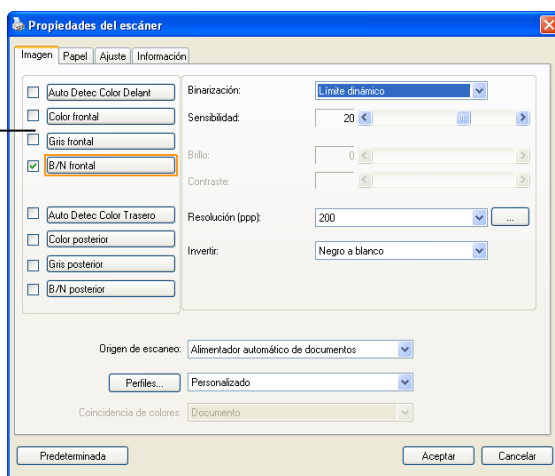 Propiedades del escáner
Imagen Papel Ajuste Información
Auto Detec Color Delant
Color frontal
Gris frontal
B/N frontal
Auto Detec Color Trasero
Color posterior
Gris posterior
B/N posterior
Binarización: Límite dinámico
Sensibilidad: 20
Brillo: 0
Contraste:
Resolución (ppp): 200 ...
Invertir: Negro a blanco
Origen de escaneo: Alimentador automático de documentos
Perfiles... Personalizado
Coincidencia de colores: Documento
Predeterminada Aceptar Cancelar